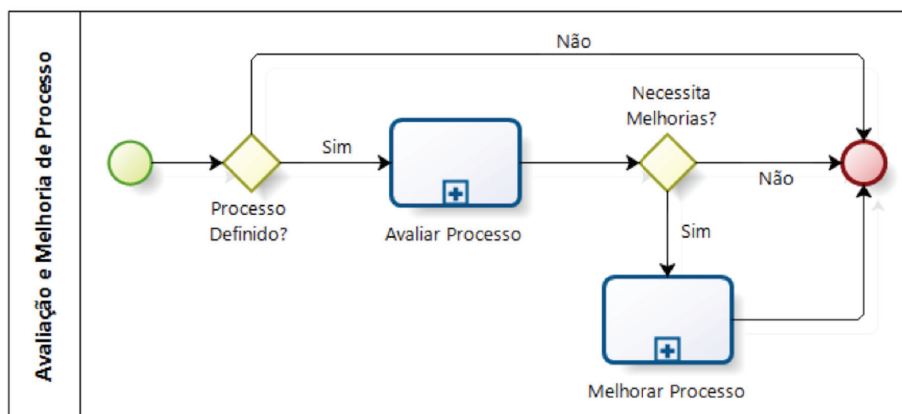 Avaliação e Melhoria de Processo
Não
Necessita
Melhorias?
Sim
Não
Processo
Definido?
Avaliar Processo
Sim
Melhorar Processo